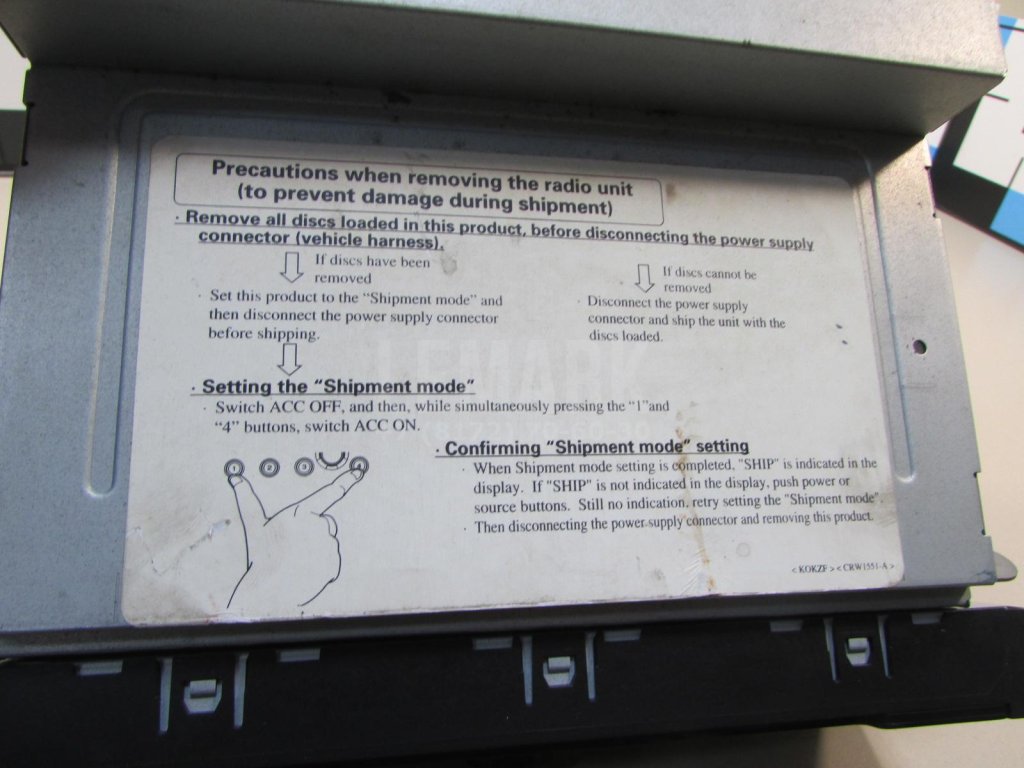 Precautions when removing the radio unit
(to prevent damage during shipment)
· Remove all discs loaded in this product, before disconnecting the power supply
connector (vehicle harness).
If discs have been
removed
· Set this product to the "Shipment mode" and
then disconnect the power supply connector
before shipping.
If discs cannot be
removed
· Disconnect the power supply
connector and ship the unit with the
discs loaded.
· Setting the "Shipment mode"
· Switch ACC OFF, and then, while simultaneously pressing the "1"and
"4" buttons, switch ACC ON.
1 2 3 4
· Confirming "Shipment mode" setting
· When Shipment mode setting is completed, "SHIP" is indicated in the
display. If "SHIP" is not indicated in the display, push power or
source buttons. Still no indication, retry setting the "Shipment mode".
· Then disconnecting the power supply connector and removing this product.
< KOKZF > < CRW1551-A >
LEMARK